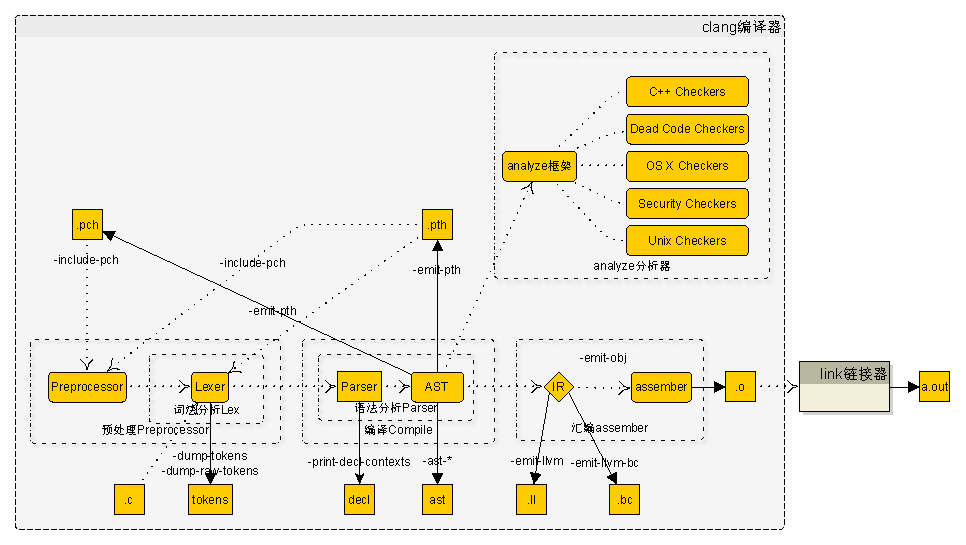 clang编译器
C++ Checkers
Dead Code Checkers
analyze框架
OS X Checkers
Security Checkers
Unix Checkers
analyze分析器
.pch
.pth
-include-pch
-include-pch
-emit-pth
-emit-pth
-emit-obj
Preprocessor
Lexer
Parser
AST
IR
assember
.o
link链接器
a.out
词法分析Lex
语法分析Parser
预处理Preprocessor
编译Compile
汇编assember
-dump-tokens
-dump-raw-tokens
-print-decl-contexts
-ast-*
-emit-llvm
-emit-llvm-bc
.c
tokens
decl
ast
.ll
.bc